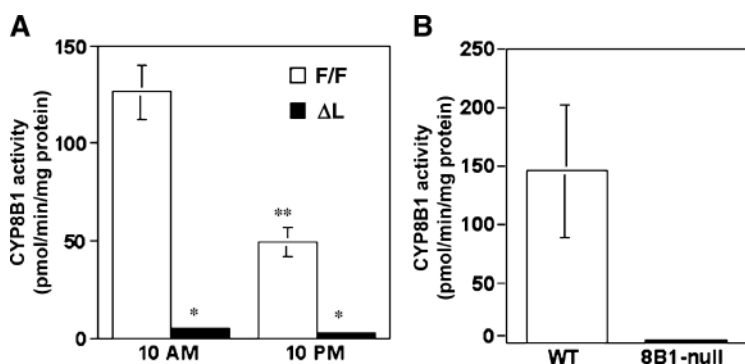 A
CYP8B1 activity
(pmol/min/mg protein)
150
100
50
0
F/F
ΔL
*
**
*
10 AM
10 PM
B
CYP8B1 activity
(pmol/min/mg protein)
250
200
150
100
50
0
WT
8B1-null